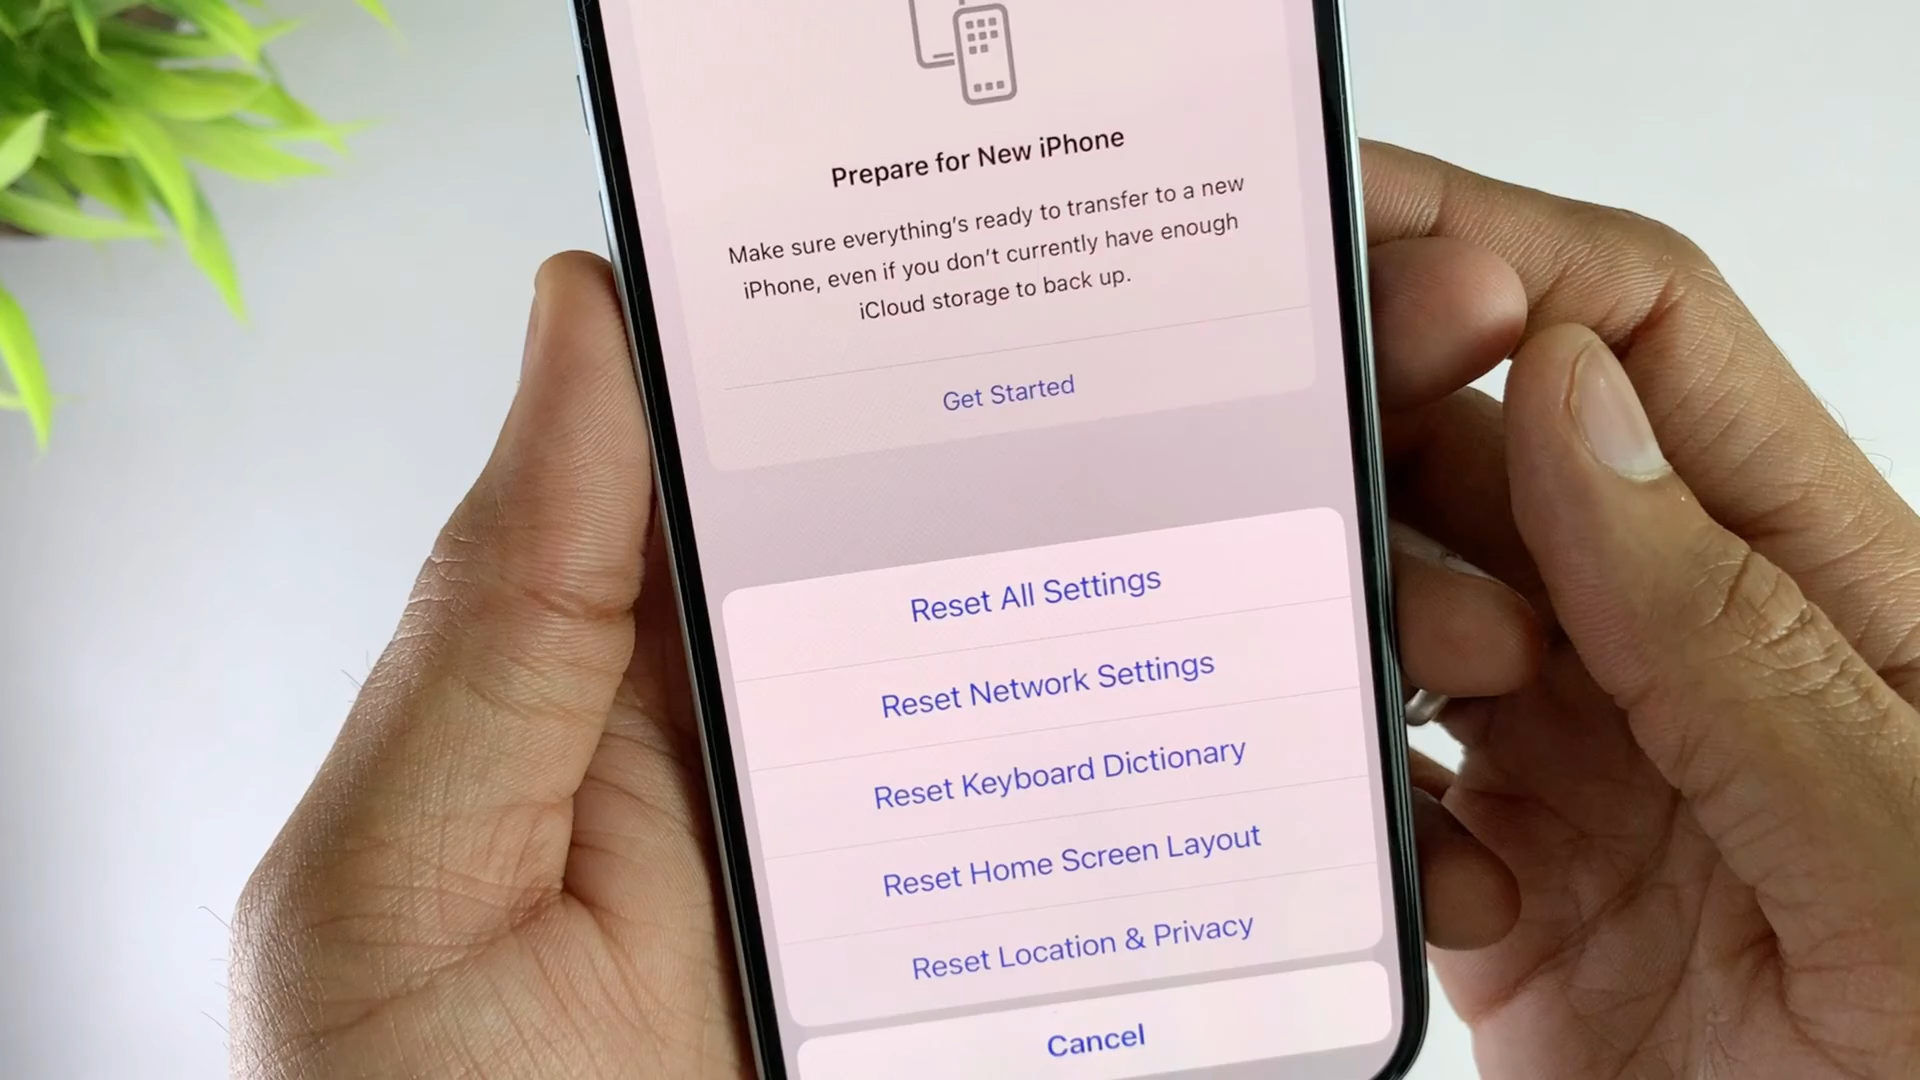 Prepare for New iPhone
Make sure everything's ready to transfer to a new
iPhone, even if you don't currently have enough
iCloud storage to back up.
Get Started
Reset All Settings
Reset Network Settings
Reset Keyboard Dictionary
Reset Home Screen Layout
Reset Location & Privacy
Cancel